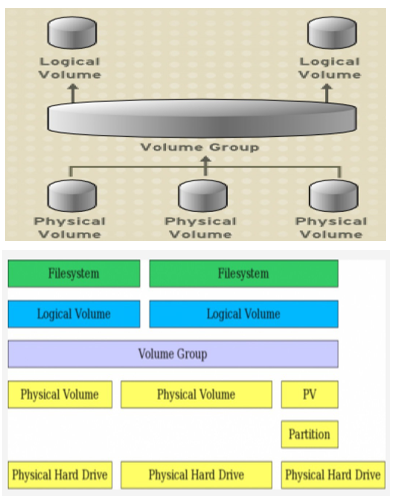 Logical Logical
Volume Volume
Volume Group
Physical Physical Physical
Volume Volume Volume
Filesystem Filesystem
Logical Volume Logical Volume
Volume Group
Physical Volume Physical Volume PV
Partition
Physical Hard Drive Physical Hard Drive Physical Hard Drive